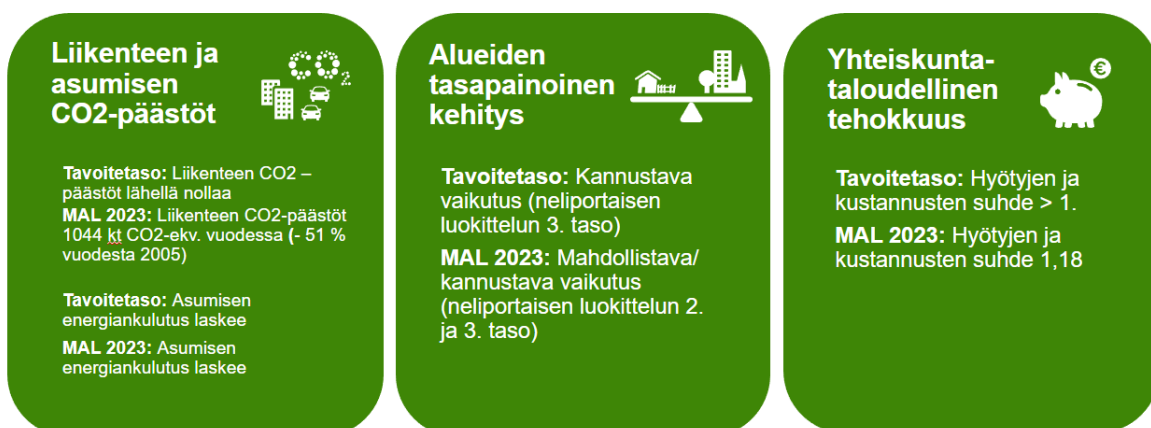 Liikenteen ja
asumisen
CO2-päästöt
CO2
Tavoitetaso: Liikenteen CO2 –
päästöt lähellä nollaa
MAL 2023: Liikenteen CO2-päästöt
1044 kt CO2-ekv. vuodessa (- 51 %
vuodesta 2005)
Tavoitetaso: Asumisen
energiankulutus laskee
MAL 2023: Asumisen
energiankulutus laskee
Alueiden
tasapainoinen
kehitys
Tavoitetaso: Kannustava
vaikutus (neliportaisen
luokittelun 3. taso)
MAL 2023: Mahdollistava/
kannustava vaikutus
(neliportaisen luokittelun 2.
ja 3. taso)
Yhteiskunta-
taloudellinen
tehokkuus
€
Tavoitetaso: Hyötyjen ja
kustannusten suhde > 1.
MAL 2023: Hyötyjen ja
kustannusten suhde 1,18